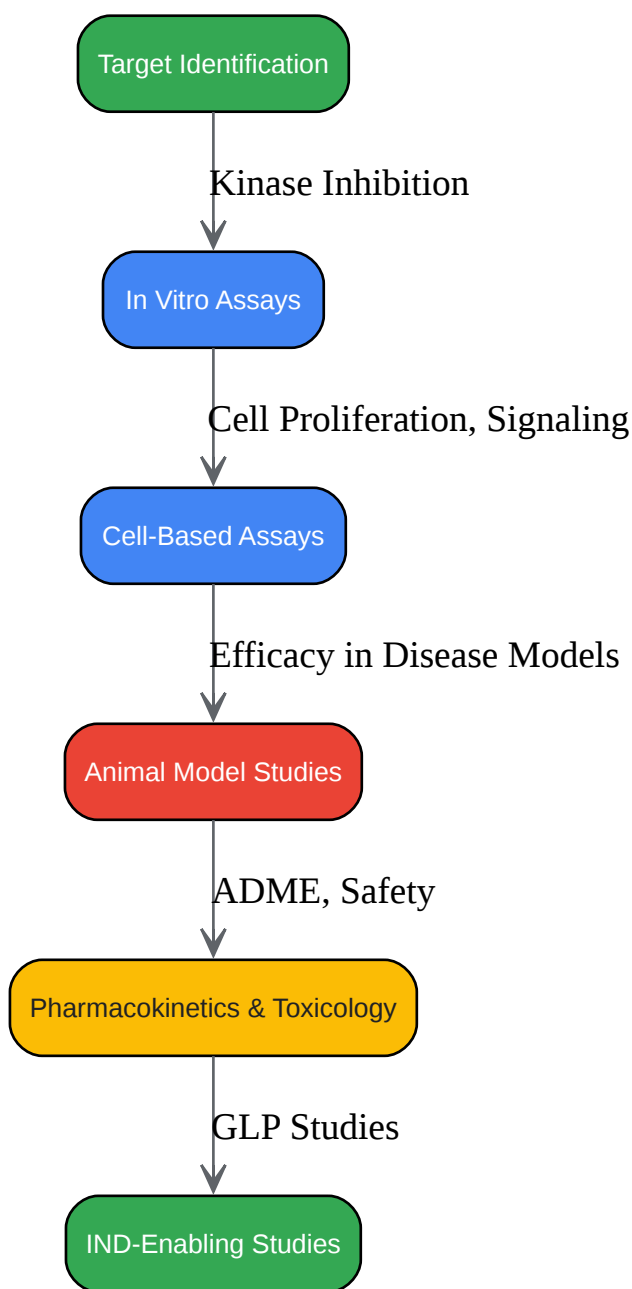 Target Identification
Kinase Inhibition
In Vitro Assays
Cell Proliferation, Signaling
Cell-Based Assays
Efficacy in Disease Models
Animal Model Studies
ADME, Safety
Pharmacokinetics & Toxicology
GLP Studies
IND-Enabling Studies